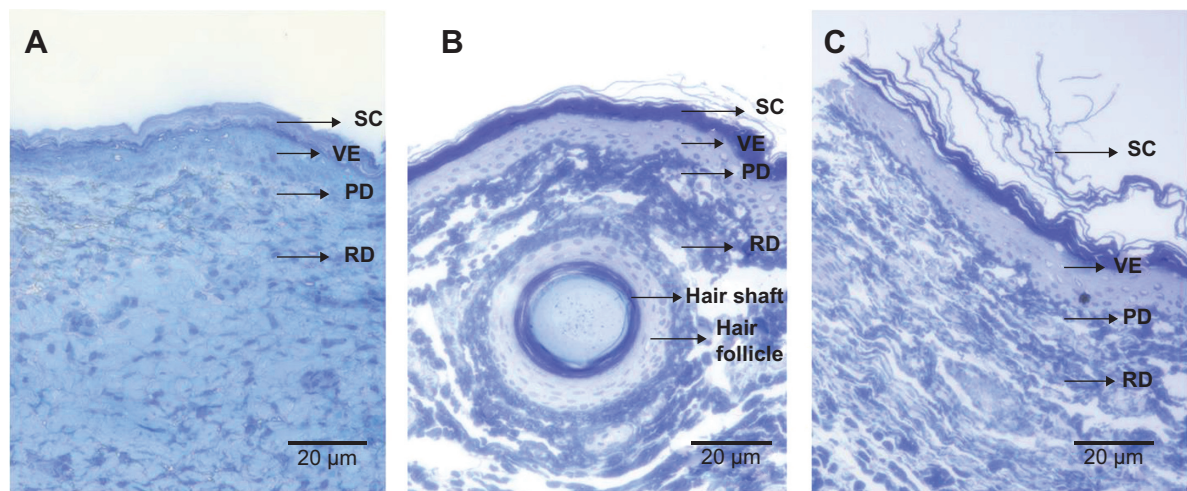 A
SC
VE
PD
RD
20 µm
B
SC
VE
PD
RD
Hair shaft
Hair
follicle
20 µm
C
SC
VE
PD
RD
20 µm